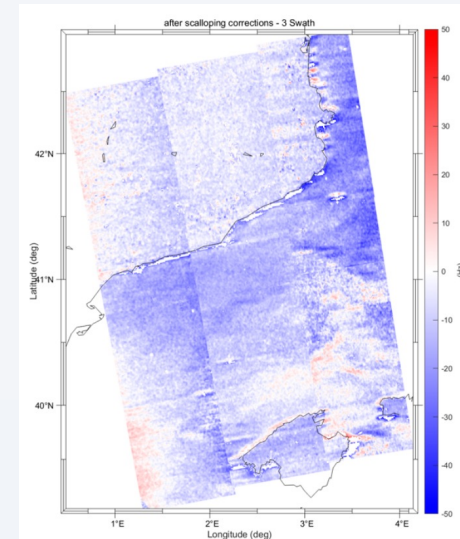 after scalloping corrections - 3 Swath
50
40
30
20
10
0
-10
-20
-30
-40
-50
(Hz)
42°N
41°N
40°N
Latitude (deg)
1°E 2°E 3°E 4°E
Longitude (deg)